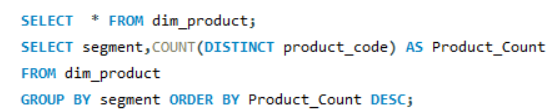 SELECT  * FROM dim_product;
SELECT segment,COUNT(DISTINCT product_code) AS Product_Count
FROM dim_product
GROUP BY segment ORDER BY Product_Count DESC;